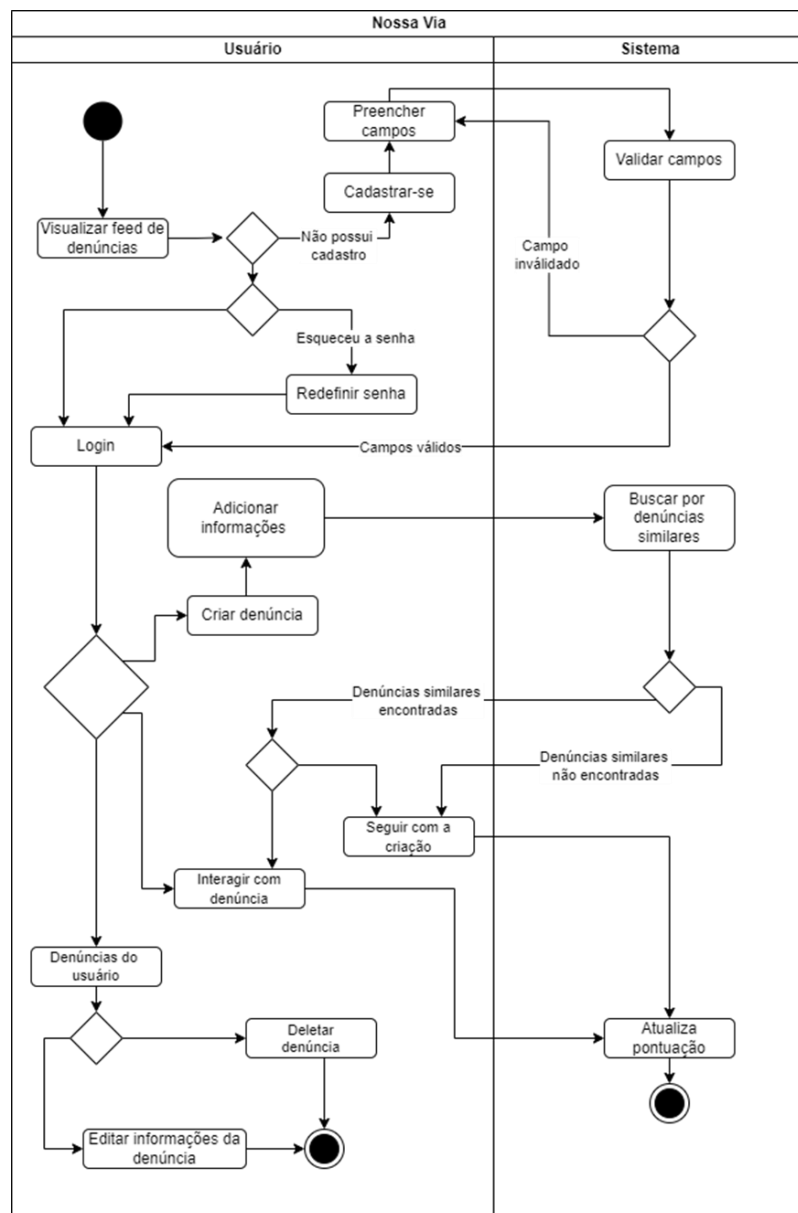 Nossa Via
Usuário
Sistema
Preencher
campos
Validar campos
Cadastrar-se
Visualizar feed de
denúncias
Não possui
cadastro
Campo
inválidado
Esqueceu a senha
Redefinir senha
Login
Campos válidos
Adicionar
informações
Buscar por
denúncias
similares
Criar denúncia
Denúncias similares
encontradas
Denúncias similares
não encontradas
Seguir com a
criação
Interagir com
denúncia
Denúncias do
usuário
Deletar
denúncia
Atualiza
pontuação
Editar informações da
denúncia